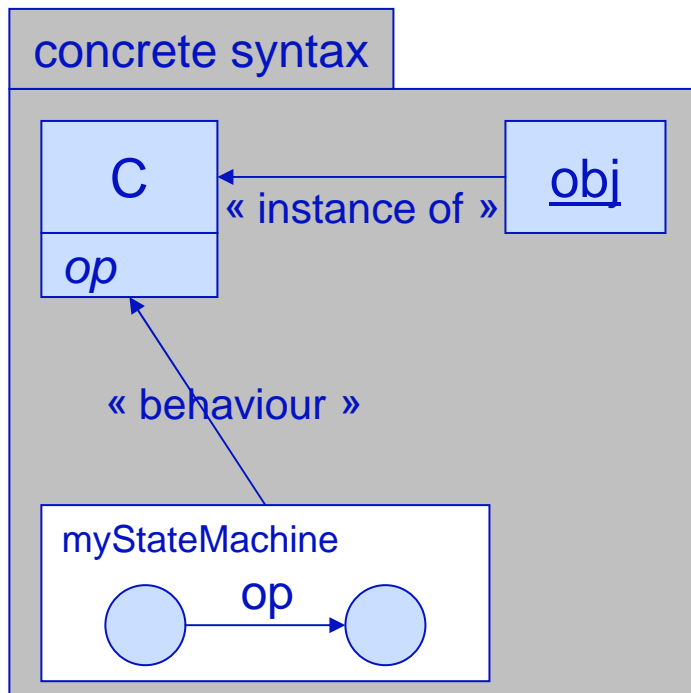 concrete syntax
C
obj
« instance of »
op
« behaviour »
myStateMachine
op